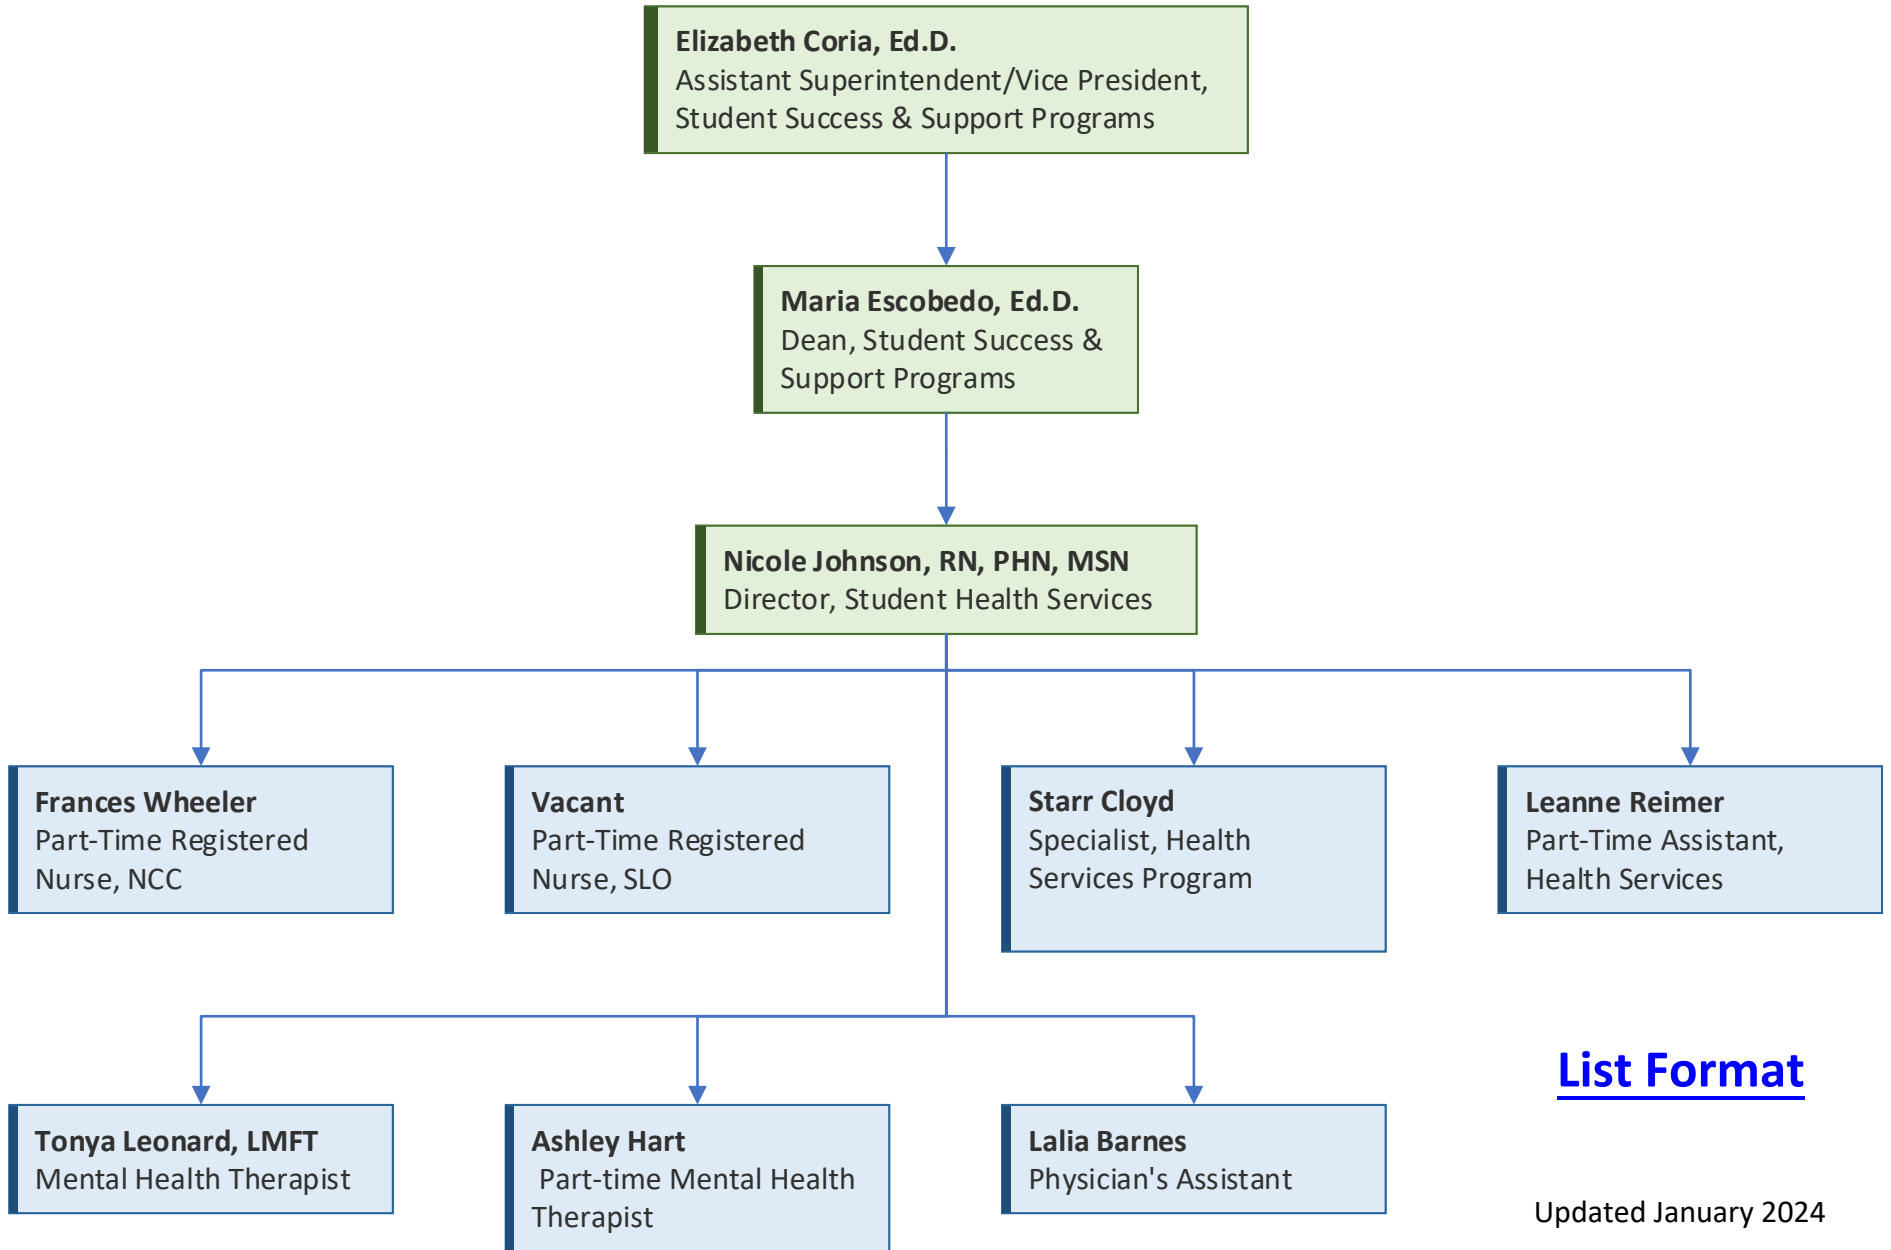 Elizabeth Coria, Ed.D.
Assistant Superintendent/Vice President,
Student Success & Support Programs
Maria Escobedo, Ed.D.
Dean, Student Success &
Support Programs
Nicole Johnson, RN, PHN, MSN
Director, Student Health Services
Frances Wheeler
Part-Time Registered
Nurse, NCC
Vacant
Part-Time Registered
Nurse, SLO
Starr Cloyd
Specialist, Health
Services Program
Leanne Reimer
Part-Time Assistant,
Health Services
Tonya Leonard, LMFT
Mental Health Therapist
Ashley Hart
Part-time Mental Health
Therapist
Lalia Barnes
Physician's Assistant
List Format
Updated January 2024